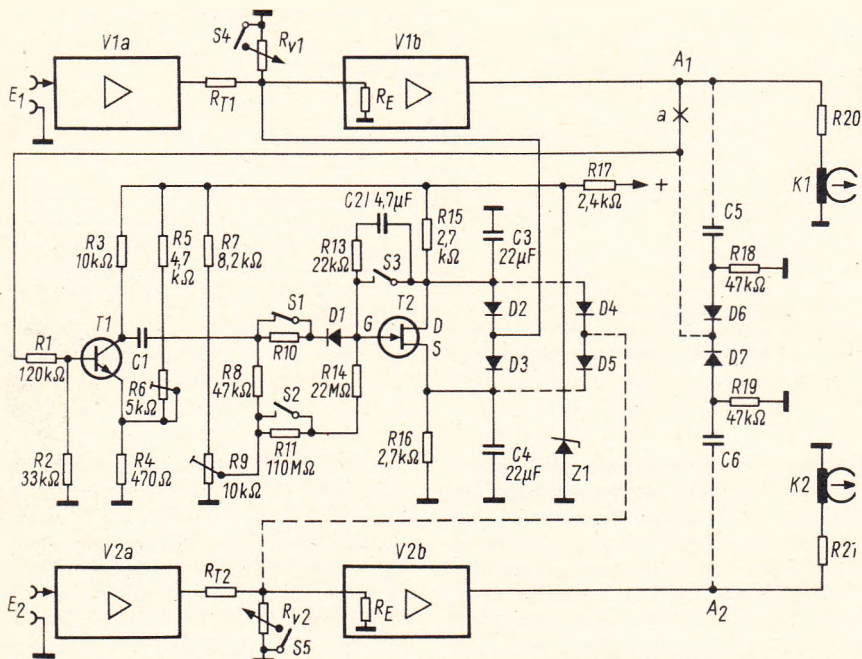 V1a
S4
Rv1
V1b
A1
E1
RT1
RE
a
R20
K1
R17
2,4kΩ
+
C2/4,7µF
R3
10kΩ
R5
4,7
kΩ
R7
8,2kΩ
R13
22kΩ
S3
R15
2,7
kΩ
C3
22µF
C5
R18
47kΩ
T1
C1
S1
R10
D1
G
T2
D
S
D2
D4
D6
R1
120kΩ
R6
5kΩ
R8
47kΩ
S2
R14
22MΩ
D3
D5
D7
R19
47kΩ
R2
33kΩ
R4
470Ω
R9
10kΩ
R11
110MΩ
R16
2,7kΩ
C4
22µF
Z1
C6
K2
V2a
RT2
V2b
R21
E2
Rv2
S5
RE
A2